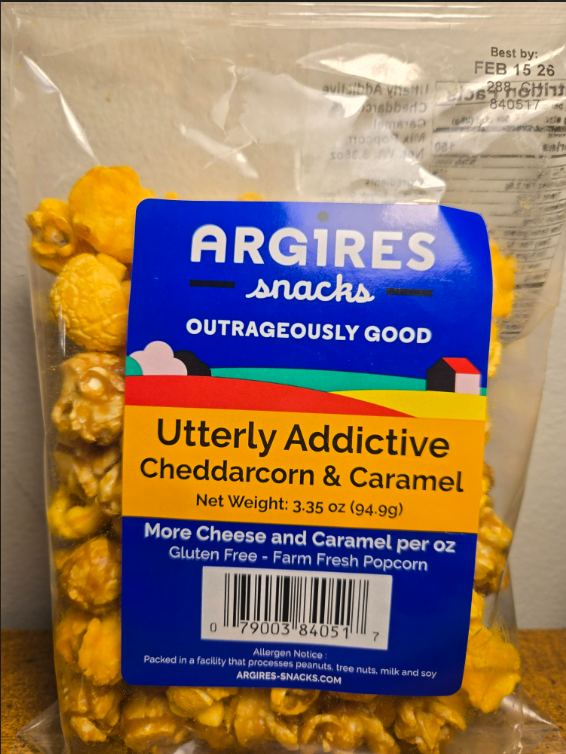 Best by:
FEB 15 26
288 CH1
840517
ARGIRES
snacks
OUTRAGEOUSLY GOOD
Utterly Addictive
Cheddarcorn & Caramel
Net Weight: 3.35 oz (94.9g)
More Cheese and Caramel per oz
Gluten Free - Farm Fresh Popcorn
0 79003 84051 7
Allergen Notice :
Packed in a facility that processes peanuts, tree nuts, milk and soy
ARGIRES-SNACKS.COM